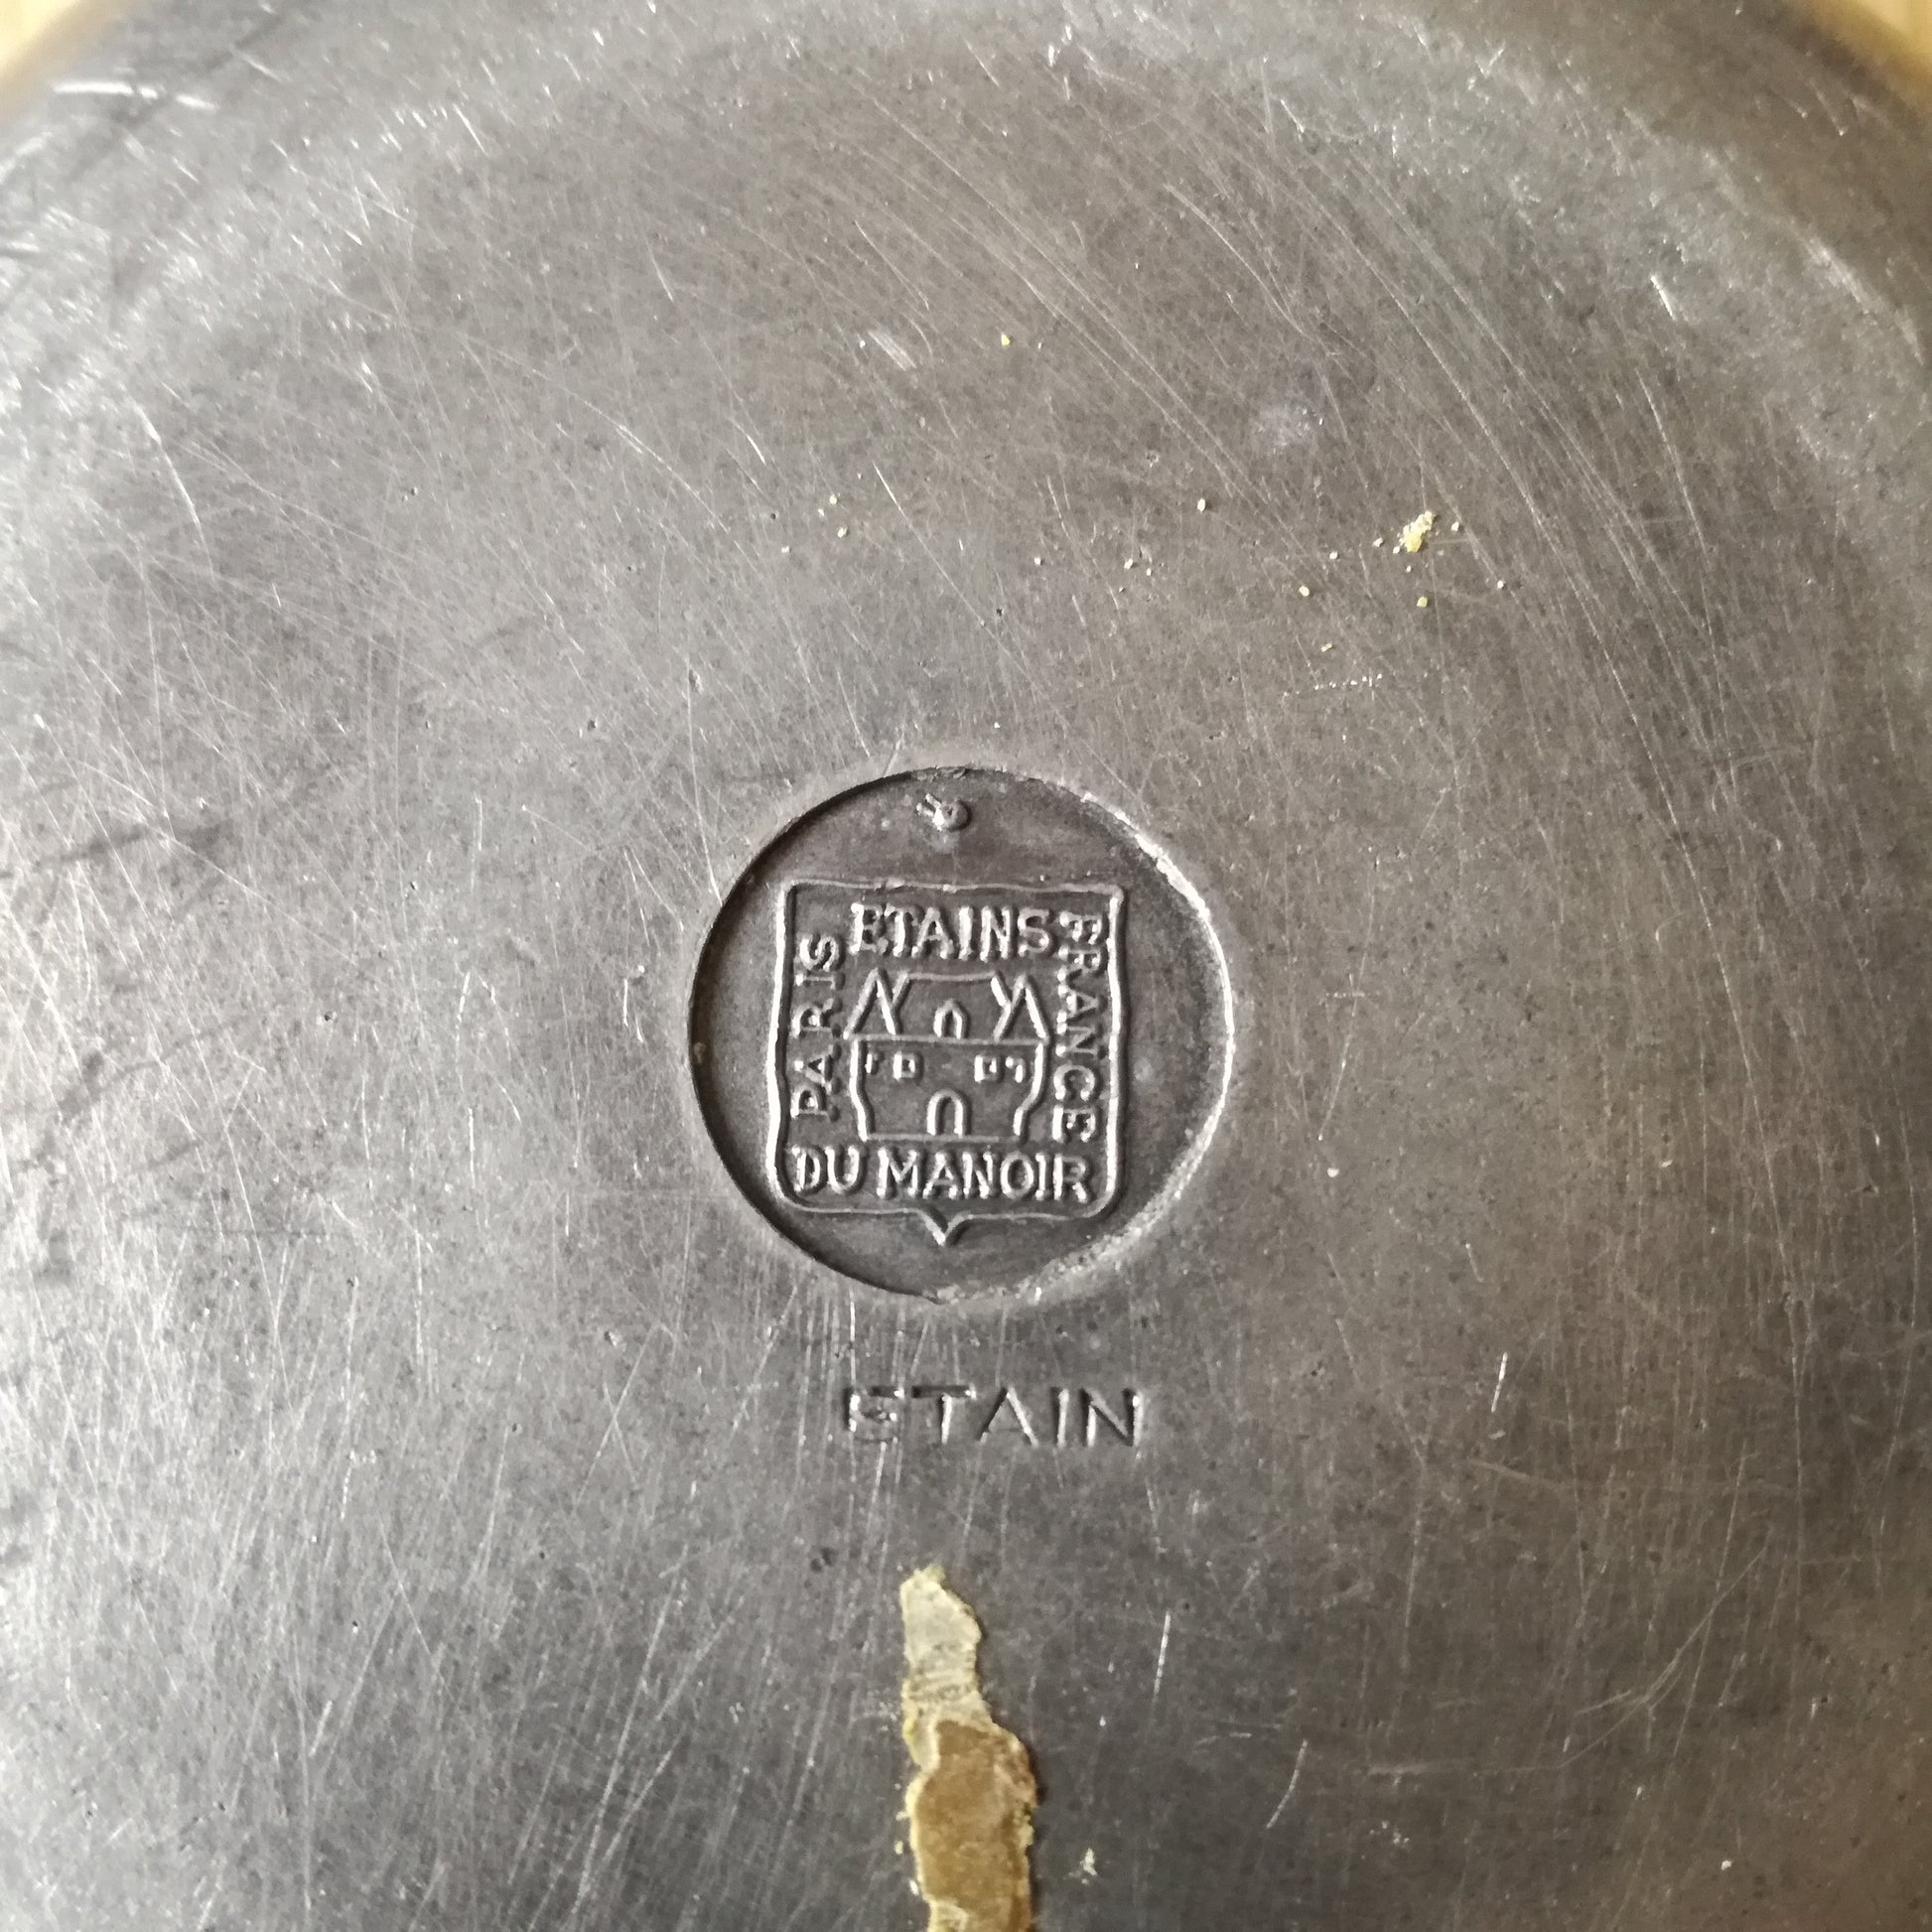 ETAINS
PARIS
FRANCE
DU MANOIR
ETAIN